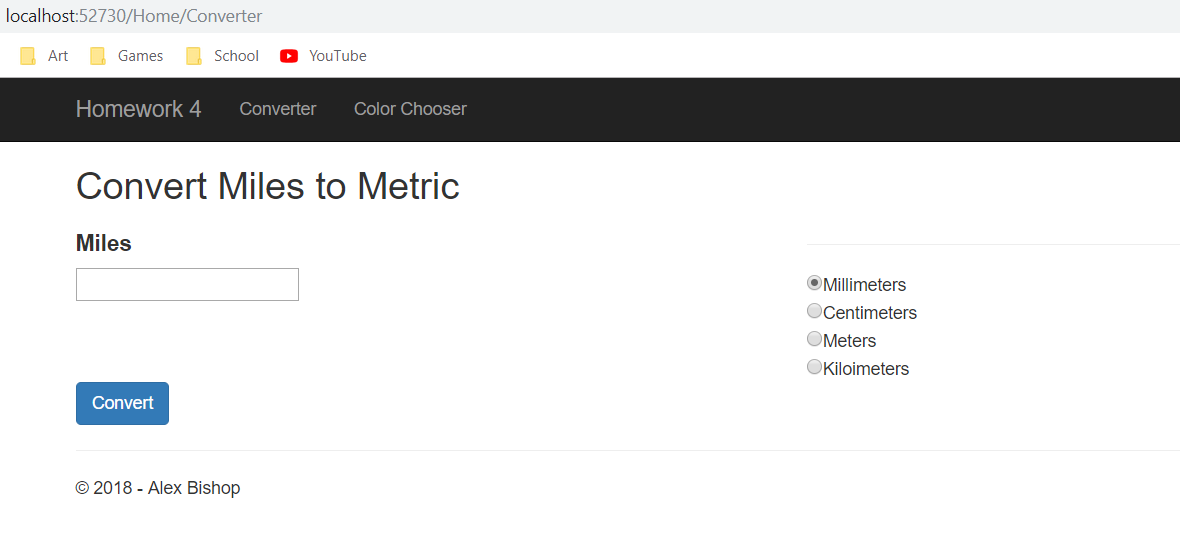 localhost:52730/Home/Converter
Art Games School YouTube
Homework 4 Converter Color Chooser
Convert Miles to Metric
Miles
Millimeters
Centimeters
Meters
Kiloimeters
Convert
© 2018 - Alex Bishop